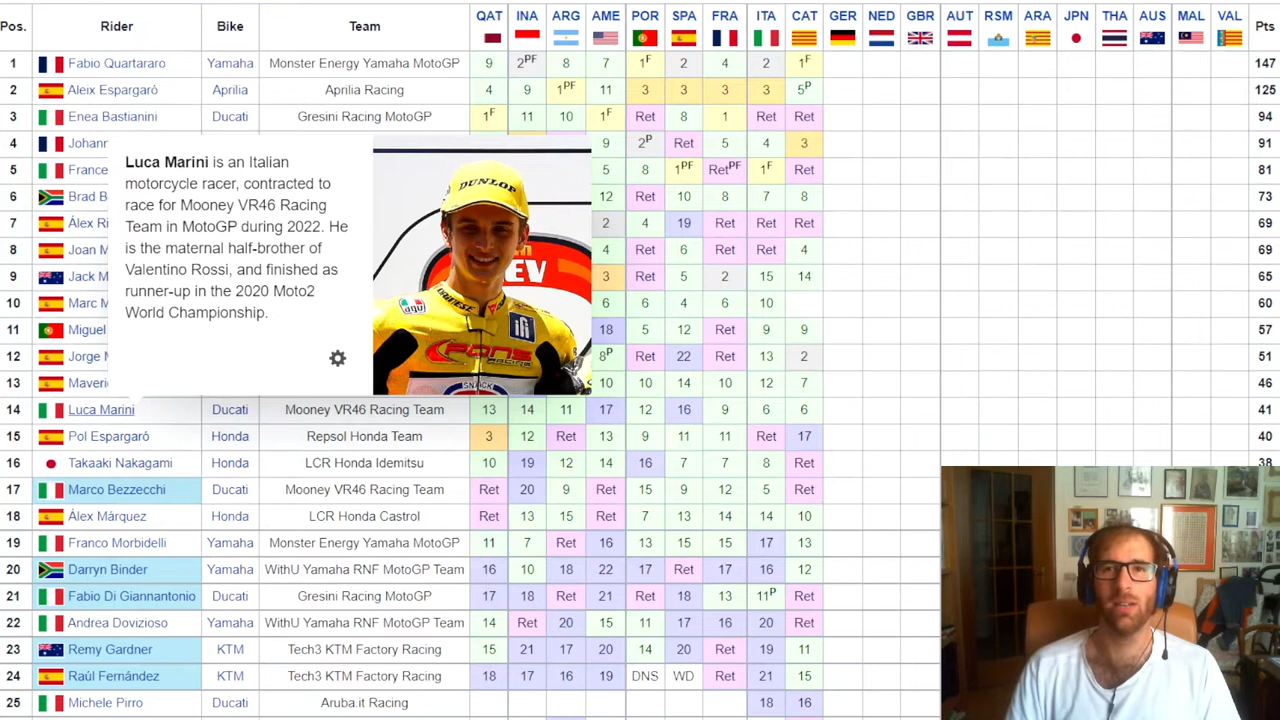 Pos. Rider Bike Team QAT INA ARG AME POR SPA FRA ITA CAT GER NED GBR AUT RSM ARA JPN THA AUS MAL VAL Pts
1 Fabio Quartararo Yamaha Monster Energy Yamaha MotoGP 9 2PF 8 7 1F 2 4 2 1F 147
2 Aleix Espargaró Aprilia Aprilia Racing 4 9 1PF 11 3 3 3 3 5P 125
3 Enea Bastianini Ducati Gresini Racing MotoGP 1F 11 10 1F Ret 8 1 Ret Ret 94
4 Johann 9 2P Ret 5 4 3 91
5 France 5 8 1PF RetPF 1F Ret 81
6 Brad B 12 Ret 10 8 7 8 73
7 Álex Ri 2 4 19 Ret Ret Ret 69
8 Joan M 4 Ret 6 Ret Ret 4 69
9 Jack M 3 Ret 5 2 15 14 65
10 Marc M 6 6 4 6 10 60
11 Miguel 18 5 12 Ret 9 9 57
12 Jorge M 8P Ret 22 Ret 13 2 51
13 Maveri 10 10 14 10 12 7 46
Luca Marini is an Italian
motorcycle racer, contracted to
race for Mooney VR46 Racing
Team in MotoGP during 2022. He
is the maternal half-brother of
Valentino Rossi, and finished as
runner-up in the 2020 Moto2
World Championship.
DUNLOP
EV
agv
DAINESE
PONS
RACING
SNACK
14 Luca Marini Ducati Mooney VR46 Racing Team 13 14 11 17 12 16 9 6 6 41
15 Pol Espargaró Honda Repsol Honda Team 3 12 Ret 13 9 11 11 Ret 17 40
16 Takaaki Nakagami Honda LCR Honda Idemitsu 10 19 12 14 16 7 7 8 Ret 38
17 Marco Bezzecchi Ducati Mooney VR46 Racing Team Ret 20 9 Ret 15 9 12 5 Ret
18 Álex Márquez Honda LCR Honda Castrol Ret 13 15 Ret 7 13 14 14 10
19 Franco Morbidelli Yamaha Monster Energy Yamaha MotoGP 11 7 Ret 16 13 15 15 17 13
20 Darryn Binder Yamaha WithU Yamaha RNF MotoGP Team 16 10 18 22 17 Ret 17 16 12
21 Fabio Di Giannantonio Ducati Gresini Racing MotoGP 17 18 Ret 21 Ret 18 13 11P Ret
22 Andrea Dovizioso Yamaha WithU Yamaha RNF MotoGP Team 14 Ret 20 15 11 17 16 20 Ret
23 Remy Gardner KTM Tech3 KTM Factory Racing 15 21 17 20 14 20 Ret 19 11
24 Raúl Fernández KTM Tech3 KTM Factory Racing 18 17 16 19 DNS WD Ret 21 15
25 Michele Pirro Ducati Aruba.it Racing 18 16